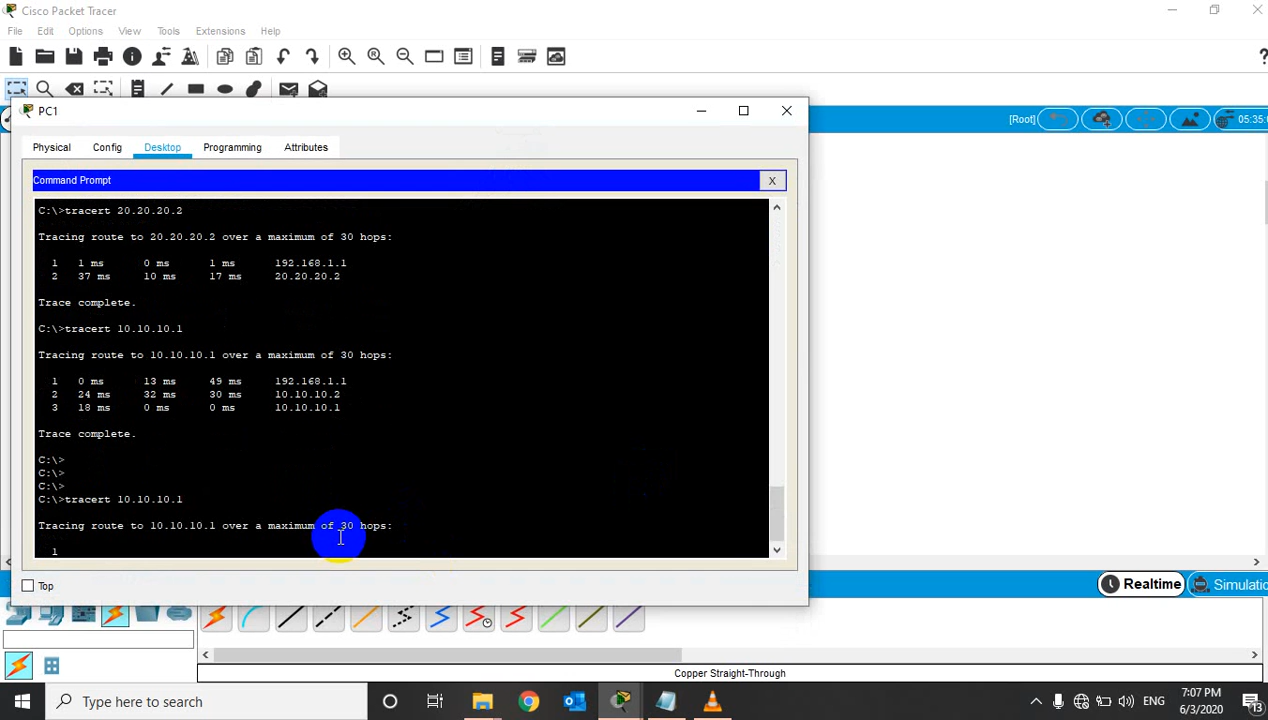 Cisco Packet Tracer
File Edit Options View Tools Extensions Help
PC1
[Root]
05:35:
Physical Config Desktop Programming Attributes
Command Prompt
X
C:\>tracert 20.20.20.2
Tracing route to 20.20.20.2 over a maximum of 30 hops:
1 1 ms 0 ms 1 ms 192.168.1.1
2 37 ms 10 ms 17 ms 20.20.20.2
Trace complete.
C:\>tracert 10.10.10.1
Tracing route to 10.10.10.1 over a maximum of 30 hops:
1 0 ms 13 ms 49 ms 192.168.1.1
2 24 ms 32 ms 30 ms 10.10.10.2
3 18 ms 0 ms 0 ms 10.10.10.1
Trace complete.
C:\>
C:\>
C:\>
C:\>tracert 10.10.10.1
Tracing route to 10.10.10.1 over a maximum of 30 hops:
1
Top
Realtime
Simulatio
Copper Straight-Through
Type here to search
ENG
7:07 PM
6/3/2020
13